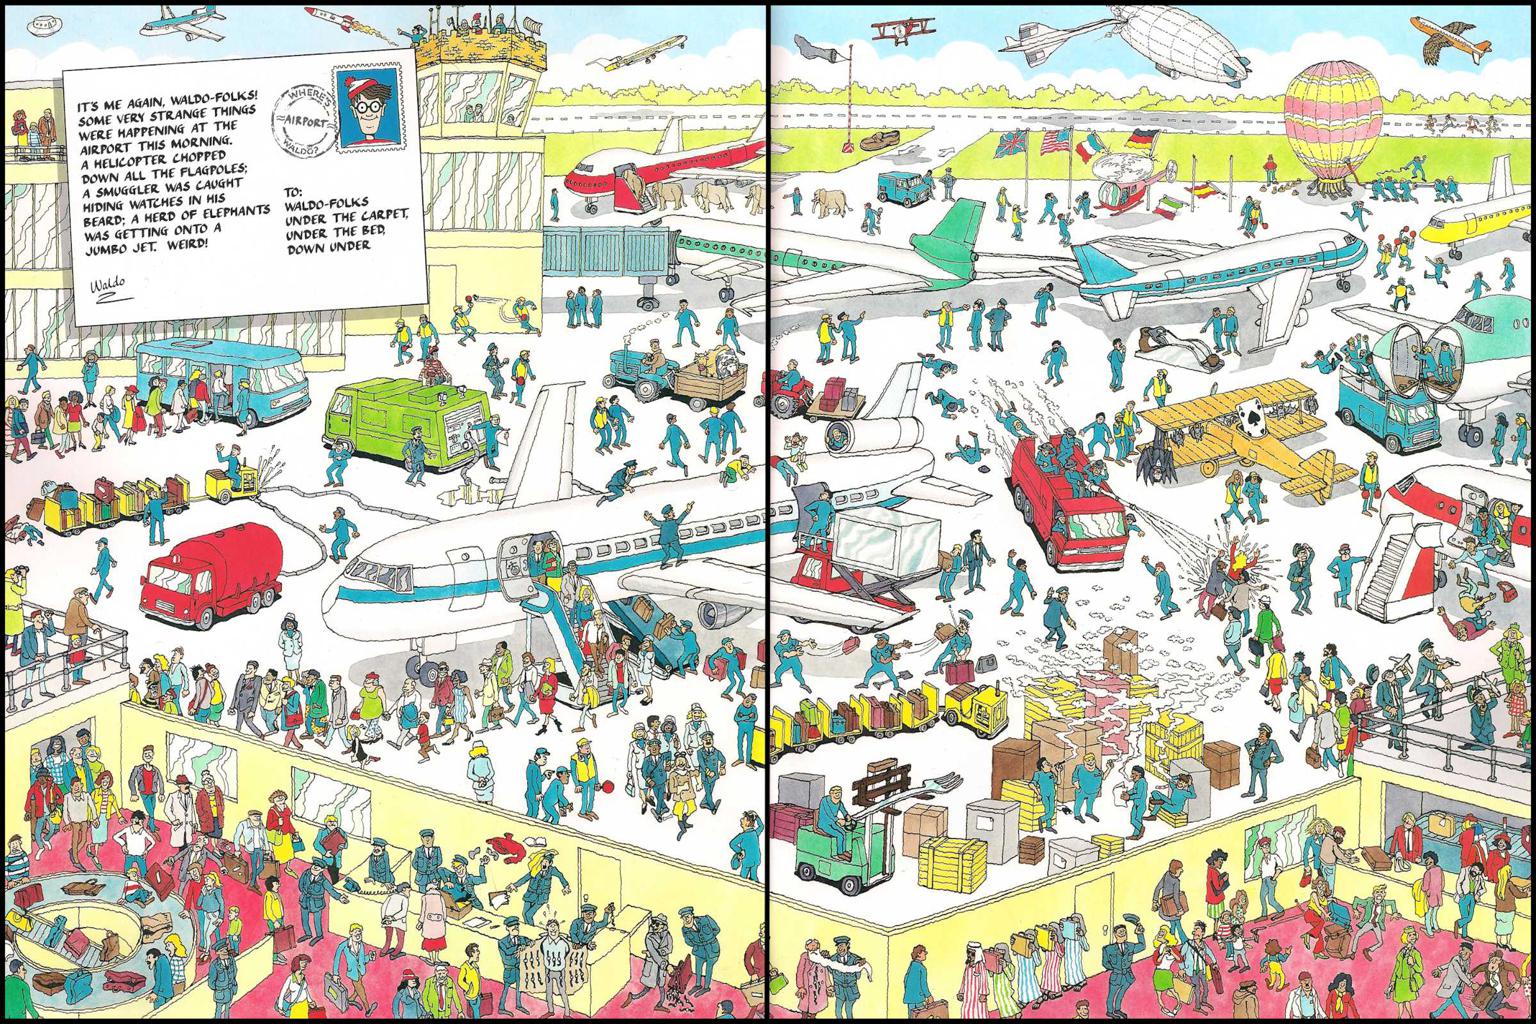 IT'S ME AGAIN, WALDO-FOLKS!
SOME VERY STRANGE THINGS
WERE HAPPENING AT THE
AIRPORT THIS MORNING.
A HELICOPTER CHOPPED
DOWN ALL THE FLAGPOLES;
A SMUGGLER WAS CAUGHT
HIDING WATCHES IN HIS
BEARD; A HERD OF ELEPHANTS
WAS GETTING ONTO A
JUMBO JET. WEIRD!
Waldo
WHERE'S
AIRPORT
WALDO?
TO:
WALDO-FOLKS
UNDER THE CARPET,
UNDER THE BED,
DOWN UNDER